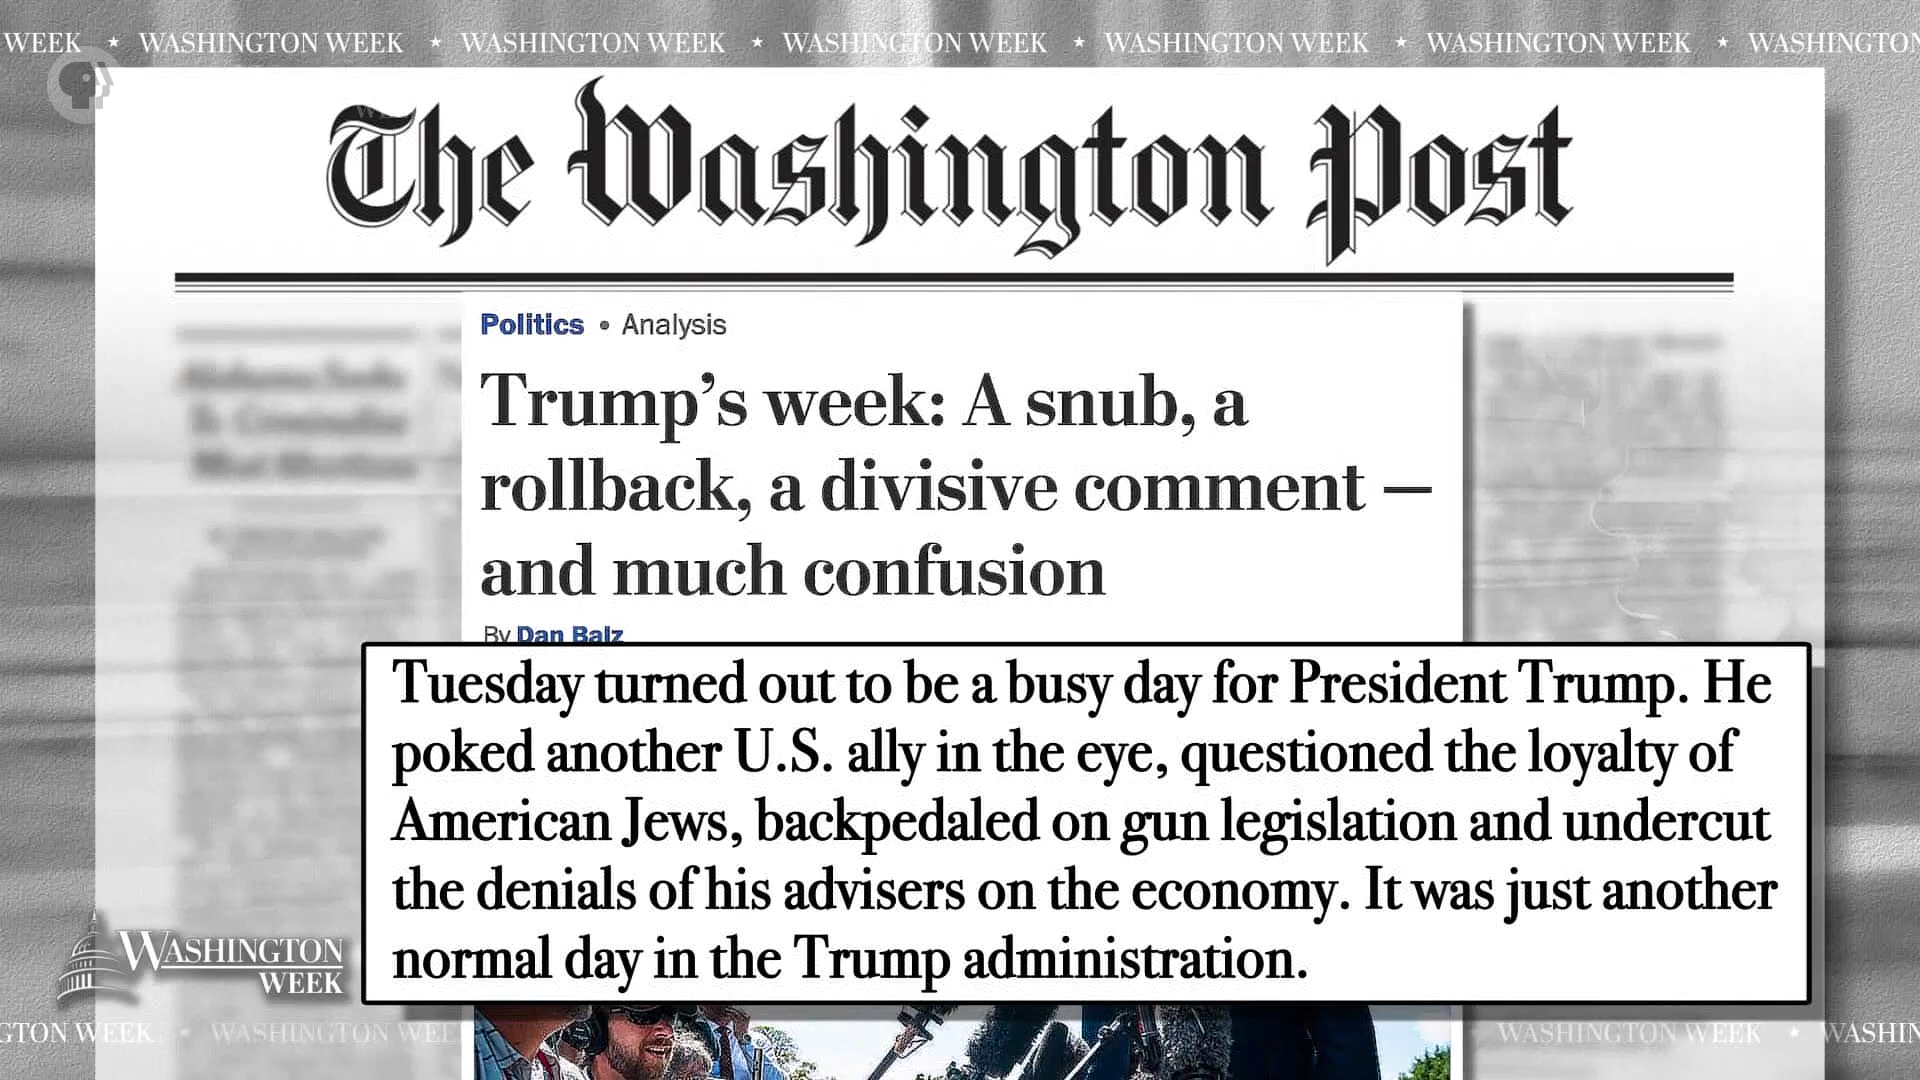 WEEK ★ WASHINGTON WEEK ★ WASHINGTON WEEK ★ WASHINGTON WEEK ★ WASHINGTON WEEK ★ WASHINGTON WEEK ★ WASHINGTON
The Washington Post
Politics • Analysis
Trump’s week: A snub, a
rollback, a divisive comment —
and much confusion
By Dan Balz
Tuesday turned out to be a busy day for President Trump. He
poked another U.S. ally in the eye, questioned the loyalty of
American Jews, backpedaled on gun legislation and undercut
the denials of his advisers on the economy. It was just another
normal day in the Trump administration.
WASHINGTON
WEEK
GTON WEEK ★ WASHINGTON WEE
WASHINGTON WEEK ★ WASHIN